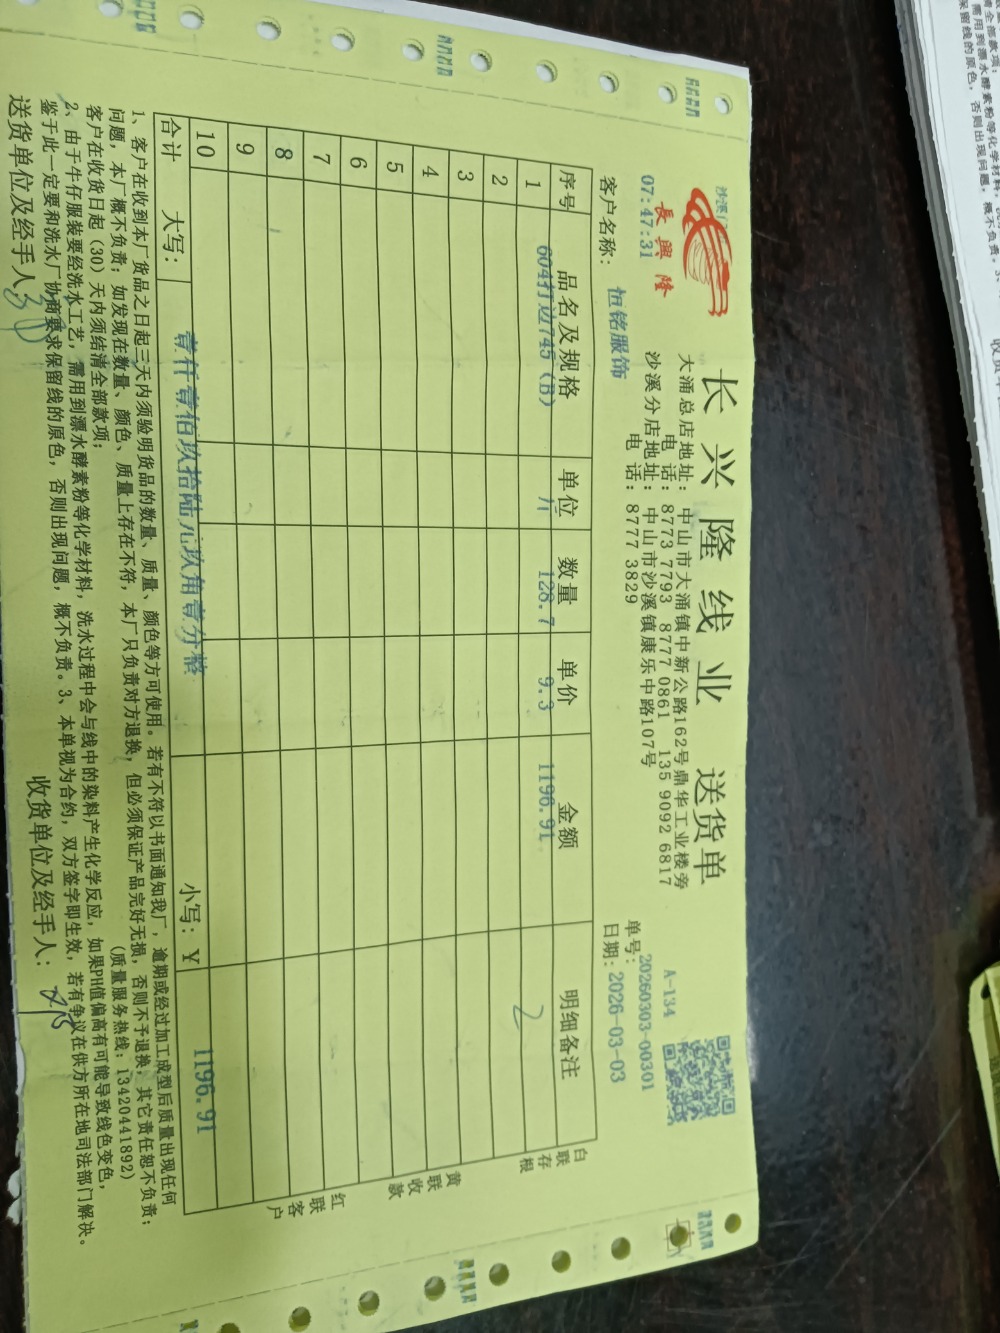 长兴隆线业 送货单
長興隆
07:47:31
大涌总店地址: 中山市大涌镇中新公路162号鼎华工业楼旁
电 话: 8773 7793 8777 0861 135 9092 6817
沙溪分店地址: 中山市沙溪镇康乐中路107号
电 话: 8777 3829
A-134
单号: 20260303-00301
客户名称: 恒铭服饰
日期: 2026-03-03
序号 品名及规格 单位 数量 单价 金额 明细备注
1 604打边745（B） 128.7 9.3 1196.91 2
2
3
4
5
6
7
8
9
10
合计 大写: 壹仟壹佰玖拾陆元玖角壹分整 小写: Y 1196.91
白联存根
黄联收款
红联客户
1、客户在收到本厂货品之日起三天内须验明货品的数量、质量、颜色等方可使用。若有不符以书面通知我厂，逾期或经过加工成型后质量出现任何
问题，本厂概不负责；如发现在数量、颜色、质量上存在不符，本厂只负责对方退换，但必须保证产品完好无损，否则不予退换，其它责任恕不负责；
客户在收货日起（30）天内须结清全部款项； （质量服务热线：13420441892）
2、由于牛仔服装要经洗水工艺，需用到漂水酵素粉等化学材料，洗水过程中会与线中的染料产生化学反应，如果PH值偏高有可能导致线色变色，
鉴于此一定要和洗水厂协商要求保留线的原色，否则出现问题，概不负责。3、本单视为合约，双方签字即生效，若有争议在供方所在地司法部门解决。
送货单位及经手人: 收货单位及经手人: